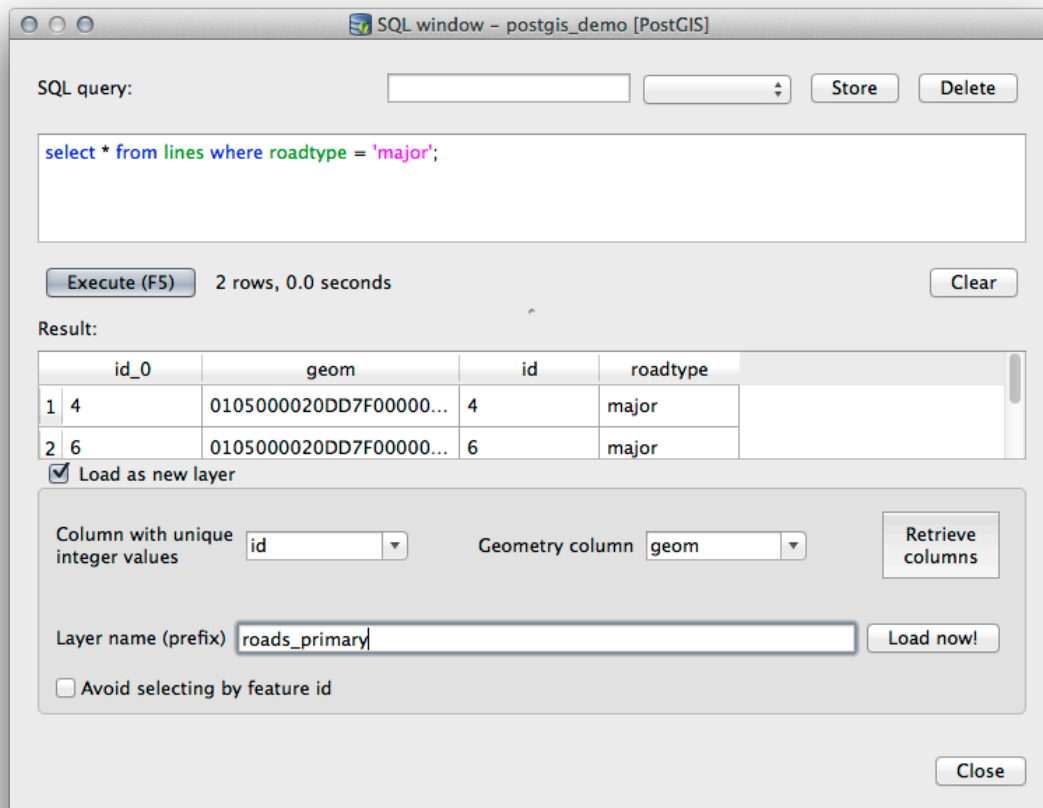 SQL window – postgis_demo [PostGIS]
SQL query:
Store
Delete
select * from lines where roadtype = 'major';
Execute (F5)
2 rows, 0.0 seconds
Clear
Result:
id_0 geom id roadtype
1 4 0105000020DD7F00000... 4 major
2 6 0105000020DD7F00000... 6 major
Load as new layer
Column with unique
integer values
id
Geometry column
geom
Retrieve
columns
Layer name (prefix)
roads_primary
Load now!
Avoid selecting by feature id
Close